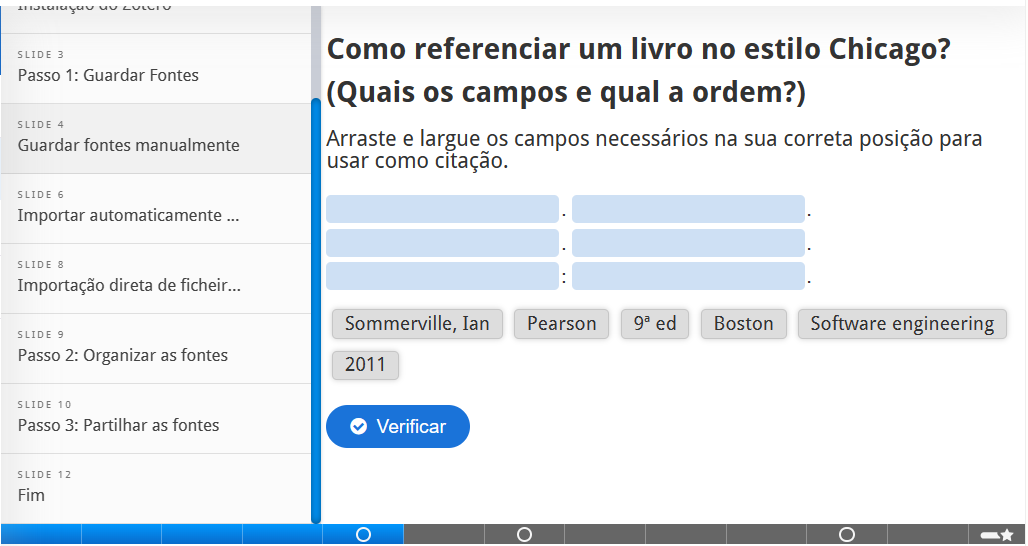 Instalação do Zotero
SLIDE 3
Passo 1: Guardar Fontes
SLIDE 4
Guardar fontes manualmente
SLIDE 6
Importar automaticamente ...
SLIDE 8
Importação direta de ficheir...
SLIDE 9
Passo 2: Organizar as fontes
SLIDE 10
Passo 3: Partilhar as fontes
SLIDE 12
Fim
Como referenciar um livro no estilo Chicago?
(Quais os campos e qual a ordem?)
Arraste e largue os campos necessários na sua correta posição para
usar como citação.
. .
. .
: .
Sommerville, Ian Pearson 9ª ed Boston Software engineering
2011
Verificar